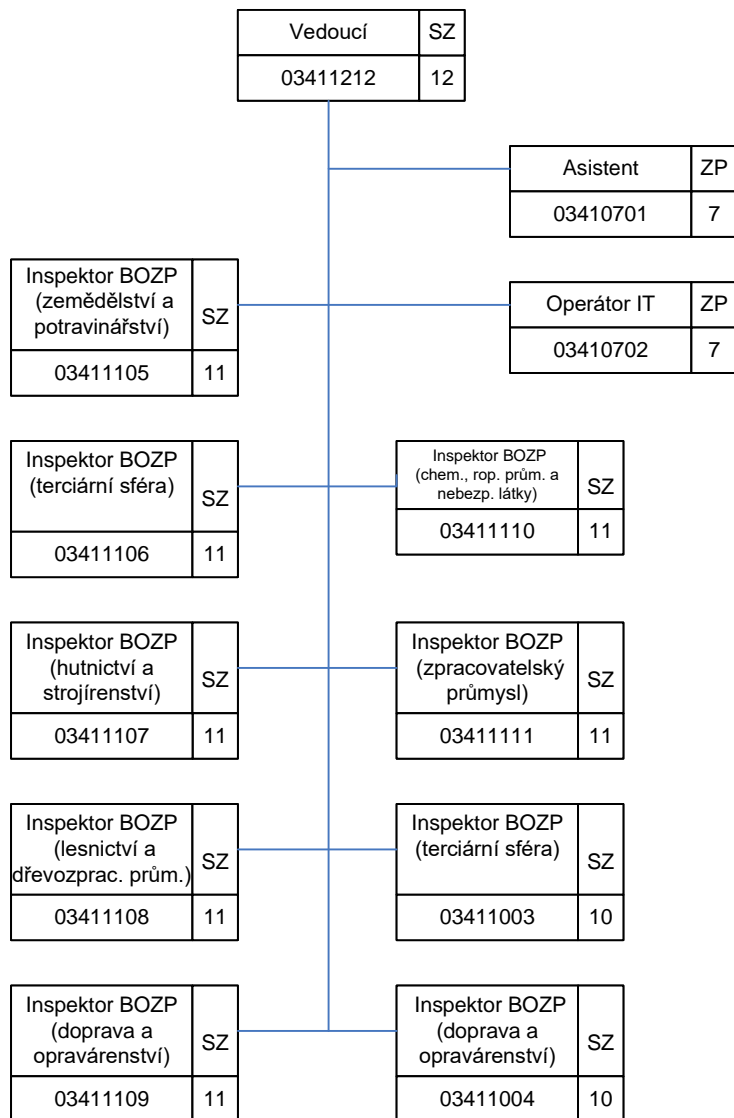 Vedoucí SZ
03411212 12
Asistent ZP
03410701 7
Inspektor BOZP
(zemědělství a
potravinářství)
SZ
03411105 11
Operátor IT ZP
03410702 7
Inspektor BOZP
(terciární sféra)
SZ
03411106 11
Inspektor BOZP
(chem., rop. prům. a
nebezp. látky)
SZ
03411110 11
Inspektor BOZP
(hutnictví a
strojírenství)
SZ
03411107 11
Inspektor BOZP
(zpracovatelský
průmysl)
SZ
03411111 11
Inspektor BOZP
(lesnictví a
dřevozprac. prům.)
SZ
03411108 11
Inspektor BOZP
(terciární sféra)
SZ
03411003 10
Inspektor BOZP
(doprava a
opravárenství)
SZ
03411109 11
Inspektor BOZP
(doprava a
opravárenství)
SZ
03411004 10